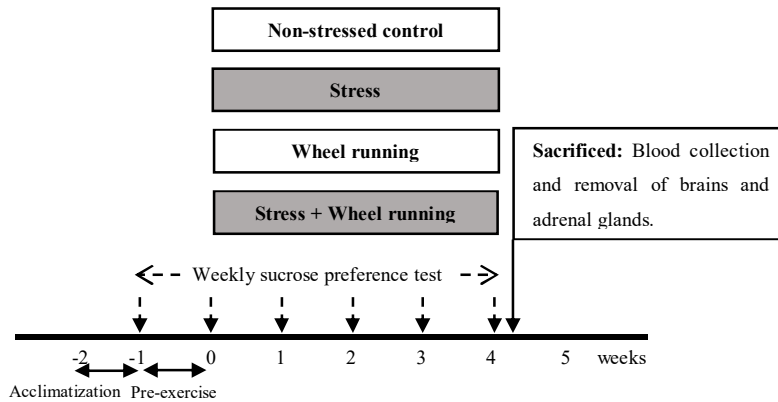 Non-stressed control
Stress
Wheel running
Stress + Wheel running
Sacrificed: Blood collection
and removal of brains and
adrenal glands.
Weekly sucrose preference test
-2 -1 0 1 2 3 4 5 weeks
Acclimatization Pre-exercise